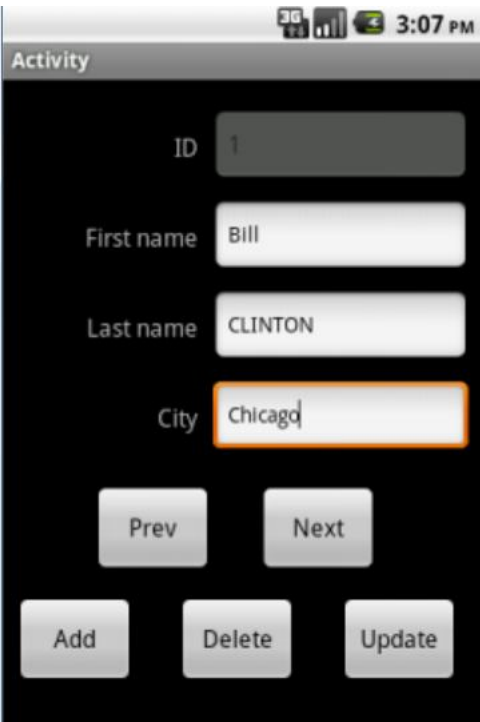 3G 3:07 PM
Activity
ID 1
First name Bill
Last name CLINTON
City Chicago
Prev Next
Add Delete Update